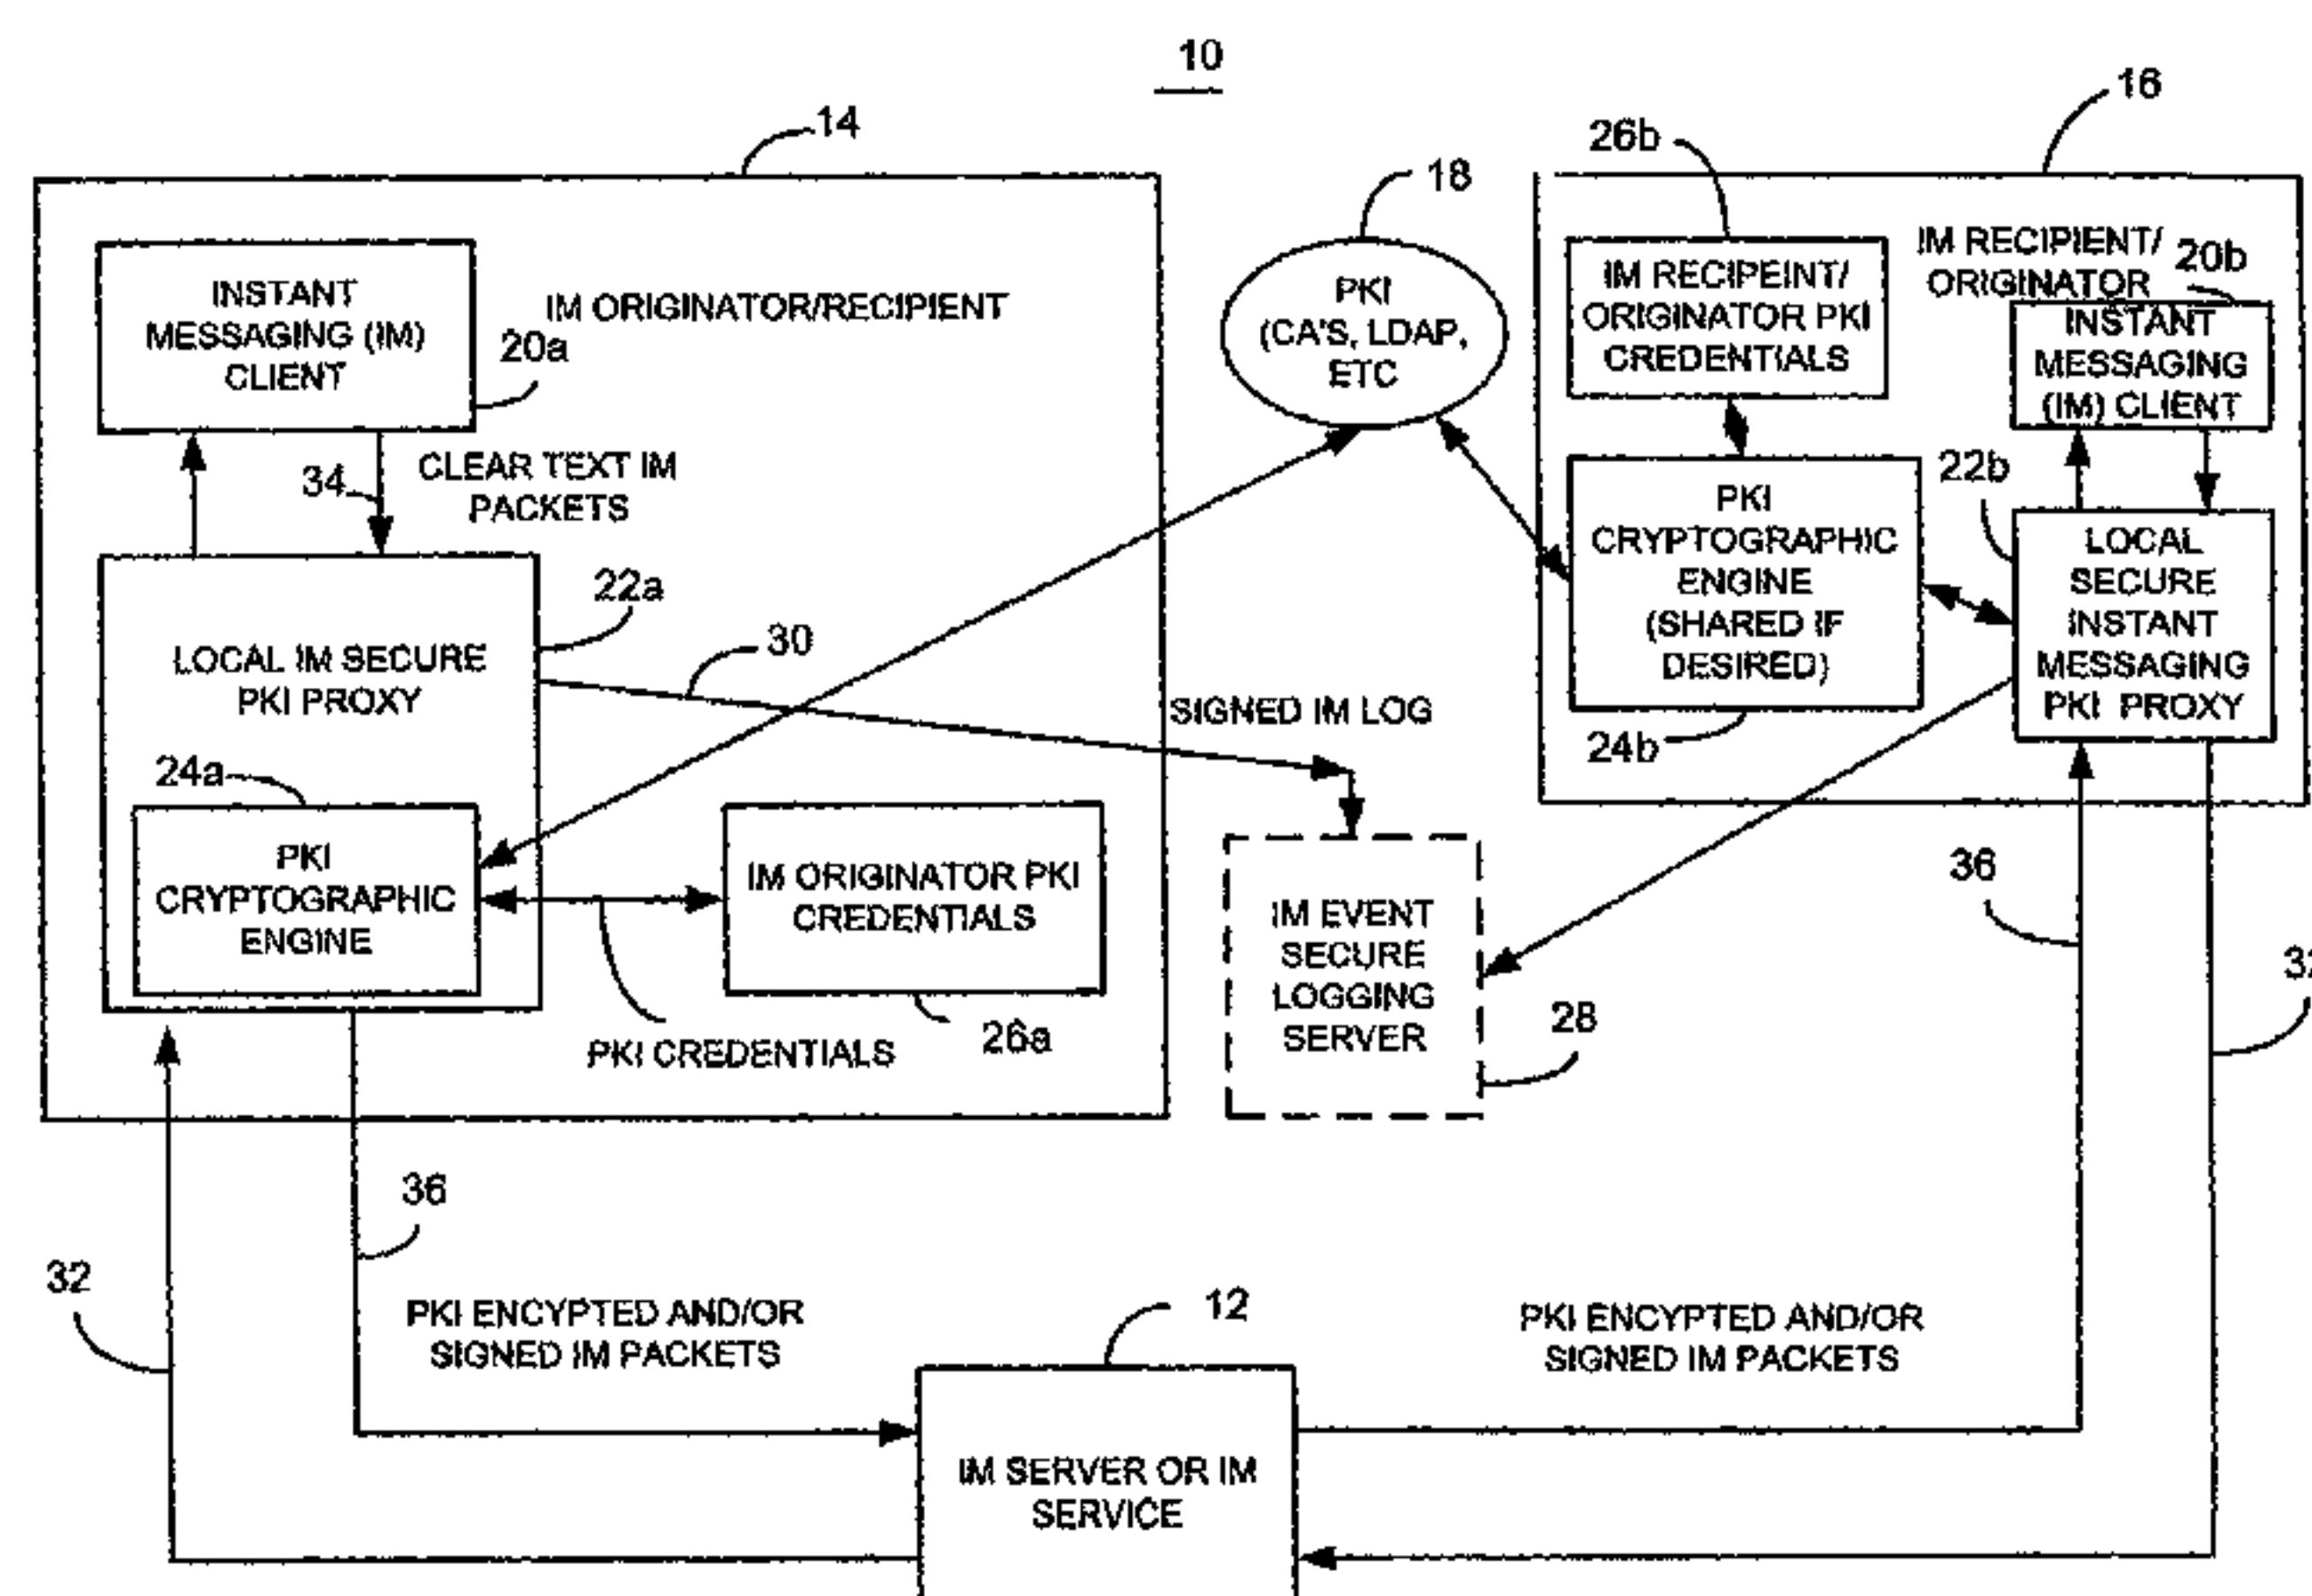 10
14
16
26b
18
INSTANT
MESSAGING (IM)
CLIENT
IM ORIGINATOR/RECIPIENT
20a
PKI
(CA'S, LDAP,
ETC
IM RECIPEINT/
ORIGINATOR PKI
CREDENTIALS
IM RECIPIENT/
ORIGINATOR
20b
INSTANT
MESSAGING
(IM) CLIENT
34
CLEAR TEXT IM
PACKETS
22b
PKI
CRYPTOGRAPHIC
ENGINE
(SHARED IF
DESIRED)
LOCAL
SECURE
INSTANT
MESSAGING
PKI PROXY
22a
30
LOCAL IM SECURE
PKI PROXY
SIGNED IM LOG
24b
24a
PKI
CRYPTOGRAPHIC
ENGINE
IM ORIGINATOR PKI
CREDENTIALS
36
IM EVENT
SECURE
LOGGING
SERVER
28
26a
PKI CREDENTIALS
36
32
PKI ENCYPTED AND/OR
SIGNED IM PACKETS
12
PKI ENCYPTED AND/OR
SIGNED IM PACKETS
IM SERVER OR IM
SERVICE